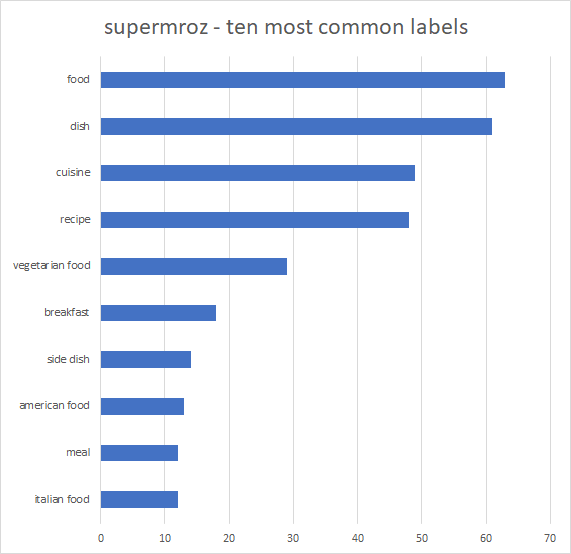 supermroz - ten most common labels
food
dish
cuisine
recipe
vegetarian food
breakfast
side dish
american food
meal
italian food
0 10 20 30 40 50 60 70